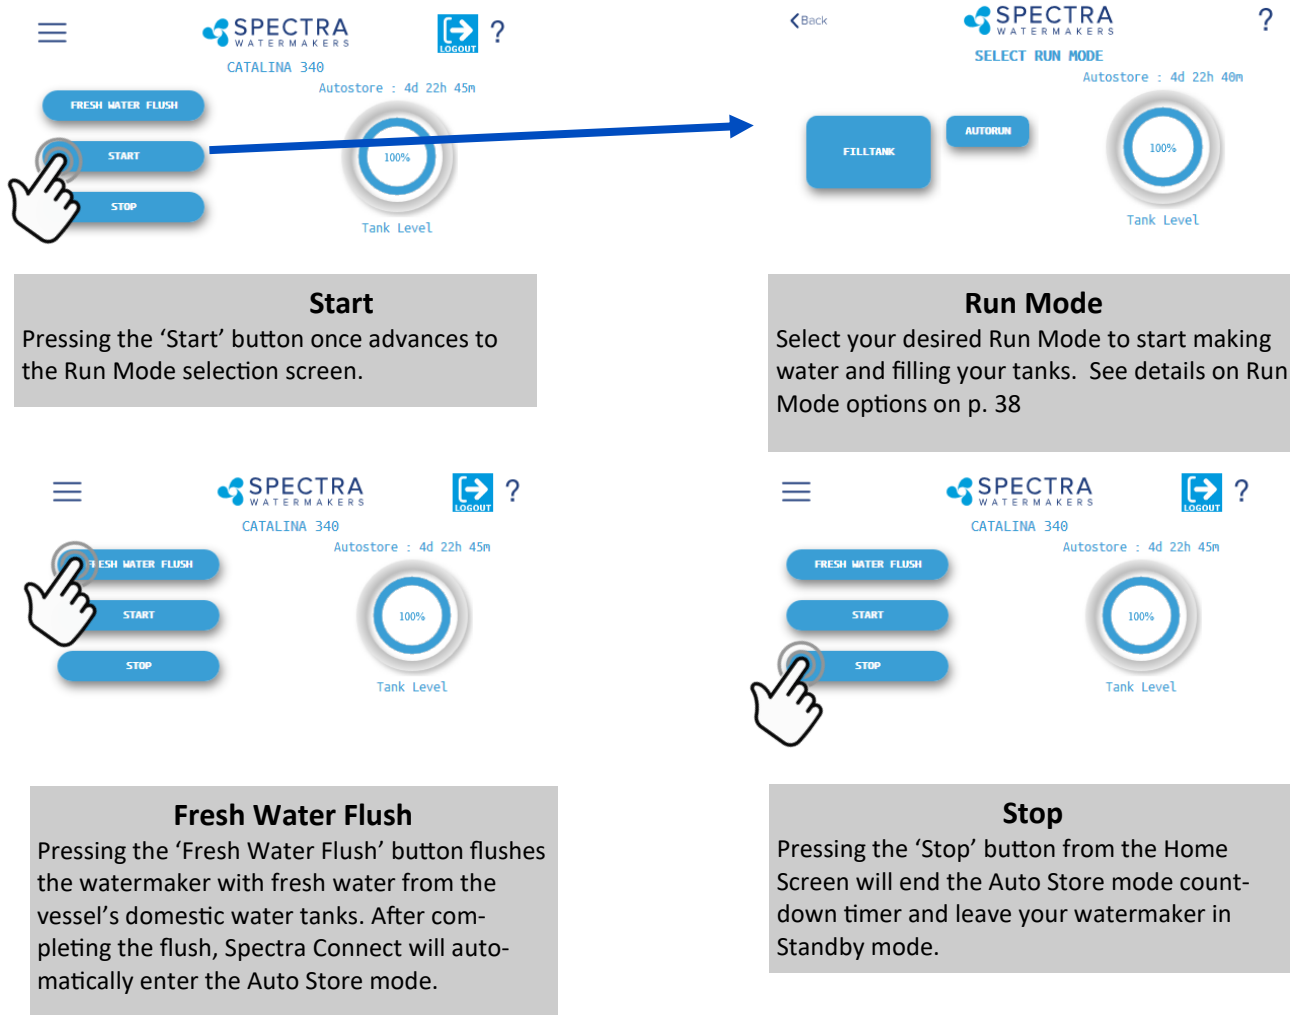 SPECTRA
WATERMAKERS
LOGOUT
?
CATALINA 340
Autostore : 4d 22h 45m
FRESH WATER FLUSH
START
100%
STOP
Tank Level
Back
SPECTRA
WATERMAKERS
?
SELECT RUN MODE
Autostore : 4d 22h 40m
AUTORUN
FILLTANK
100%
Tank Level
Start
Pressing the ‘Start’ button once advances to
the Run Mode selection screen.
Run Mode
Select your desired Run Mode to start making
water and filling your tanks.  See details on Run
Mode options on p. 38
SPECTRA
WATERMAKERS
LOGOUT
?
CATALINA 340
Autostore : 4d 22h 45m
ESH WATER FLUSH
START
100%
STOP
Tank Level
SPECTRA
WATERMAKERS
LOGOUT
?
CATALINA 340
Autostore : 4d 22h 45m
FRESH WATER FLUSH
START
100%
STOP
Tank Level
Fresh Water Flush
Pressing the ‘Fresh Water Flush’ button flushes
the watermaker with fresh water from the
vessel’s domestic water tanks. After com-
pleting the flush, Spectra Connect will auto-
matically enter the Auto Store mode.
Stop
Pressing the ‘Stop’ button from the Home
Screen will end the Auto Store mode count-
down timer and leave your watermaker in
Standby mode.